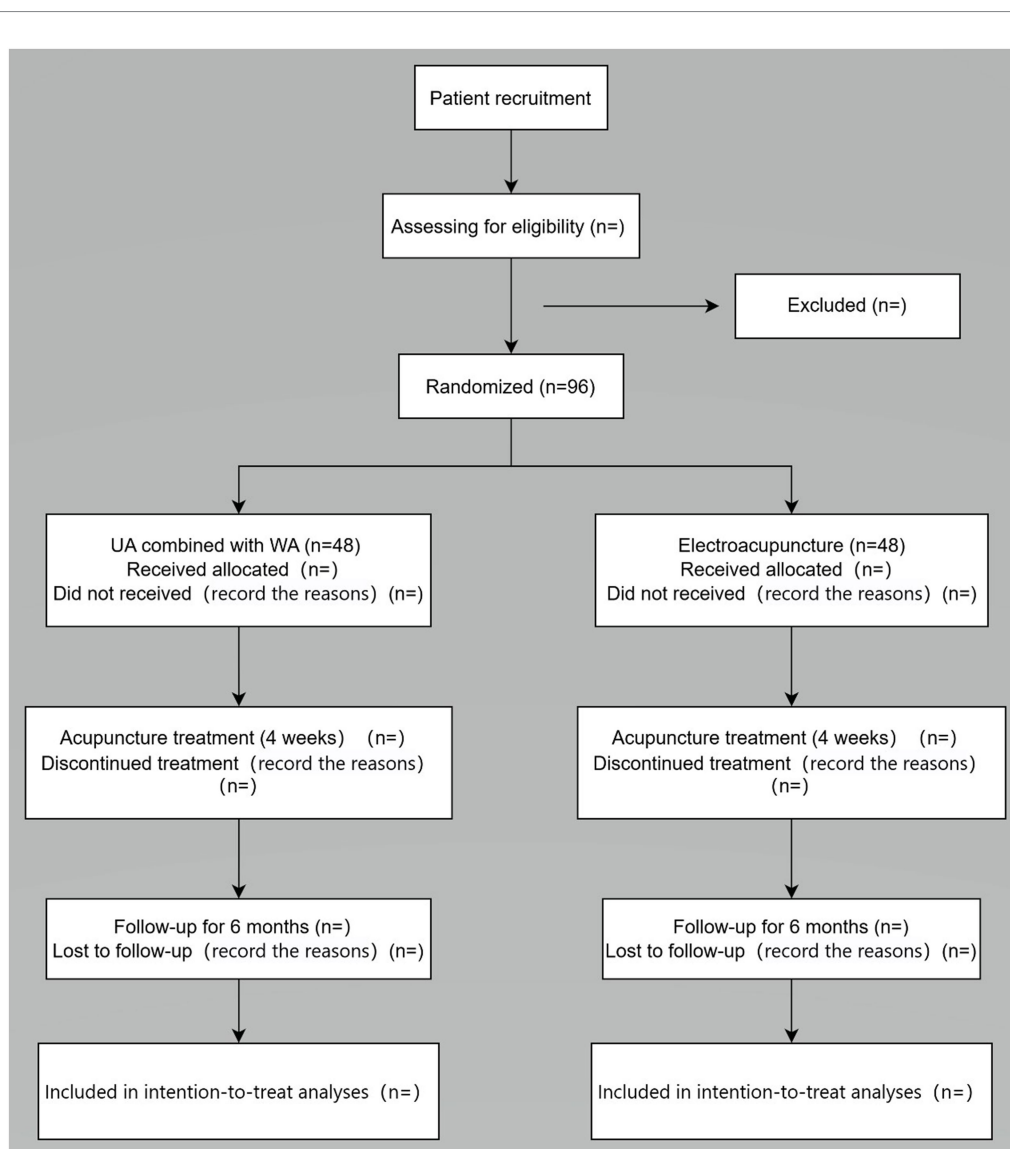 Patient recruitment
Assessing for eligibility (n=)
Excluded (n=)
Randomized (n=96)
UA combined with WA (n=48)
Received allocated（n=）
Did not received（record the reasons）(n=）
Electroacupuncture (n=48)
Received allocated（n=）
Did not received（record the reasons）(n=）
Acupuncture treatment (4 weeks） （n=）
Discontinued treatment（record the reasons）
（n=）
Acupuncture treatment (4 weeks） （n=）
Discontinued treatment（record the reasons）
（n=）
Follow-up for 6 months (n=）
Lost to follow-up（record the reasons）(n=）
Follow-up for 6 months (n=）
Lost to follow-up（record the reasons）(n=）
Included in intention-to-treat analyses（n=）
Included in intention-to-treat analyses（n=）